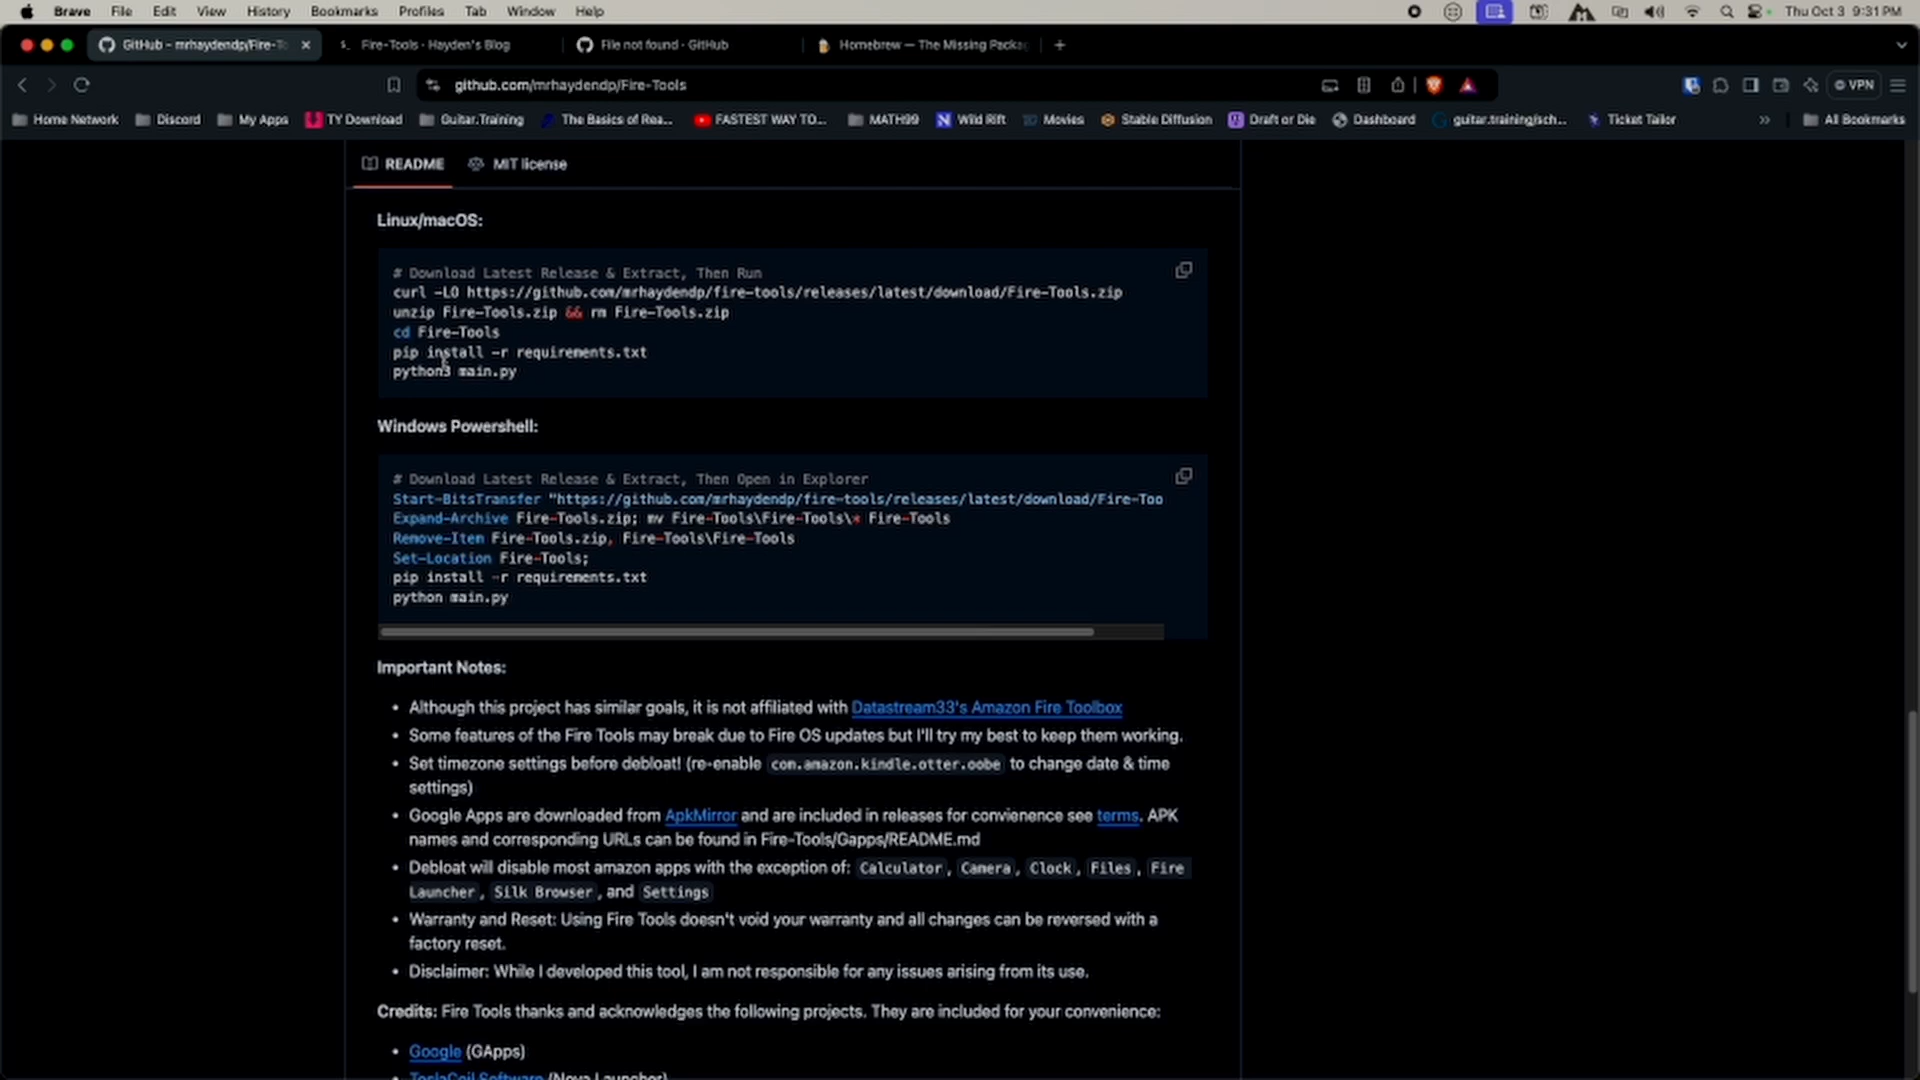 Brave File Edit View History Bookmarks Profiles Tab Window Help Thu Oct 3 9:31 PM
GitHub - mrhaydendp/Fire-T Fire-Tools - Hayden's Blog File not found · GitHub Homebrew — The Missing Packa
github.com/mrhaydendp/Fire-Tools VPN
Home Network Discord My Apps TY Download Guitar.Training The Basics of Rea... FASTEST WAY TO... MATH99 Wild Rift Movies Stable Diffusion Draft or Die Dashboard guitar.training/sch... Ticket Tailor » All Bookmarks
README MIT license
Linux/macOS:
# Download Latest Release & Extract, Then Run
curl -LO https://github.com/mrhaydendp/fire-tools/releases/latest/download/Fire-Tools.zip
unzip Fire-Tools.zip && rm Fire-Tools.zip
cd Fire-Tools
pip install -r requirements.txt
python3 main.py
Windows Powershell:
# Download Latest Release & Extract, Then Open in Explorer
Start-BitsTransfer "https://github.com/mrhaydendp/fire-tools/releases/latest/download/Fire-Too
Expand-Archive Fire-Tools.zip; mv Fire-Tools\Fire-Tools\* Fire-Tools
Remove-Item Fire-Tools.zip, Fire-Tools\Fire-Tools
Set-Location Fire-Tools;
pip install -r requirements.txt
python main.py
Important Notes:
• Although this project has similar goals, it is not affiliated with Datastream33's Amazon Fire Toolbox
• Some features of the Fire Tools may break due to Fire OS updates but I'll try my best to keep them working.
• Set timezone settings before debloat! (re-enable com.amazon.kindle.otter.oobe to change date & time
settings)
• Google Apps are downloaded from ApkMirror and are included in releases for convienence see terms. APK
names and corresponding URLs can be found in Fire-Tools/Gapps/README.md
• Debloat will disable most amazon apps with the exception of: Calculator, Camera, Clock, Files, Fire
Launcher, Silk Browser, and Settings
• Warranty and Reset: Using Fire Tools doesn't void your warranty and all changes can be reversed with a
factory reset.
• Disclaimer: While I developed this tool, I am not responsible for any issues arising from its use.
Credits: Fire Tools thanks and acknowledges the following projects. They are included for your convenience:
• Google (GApps)
• TeslaCoil Software (Nova Launcher)